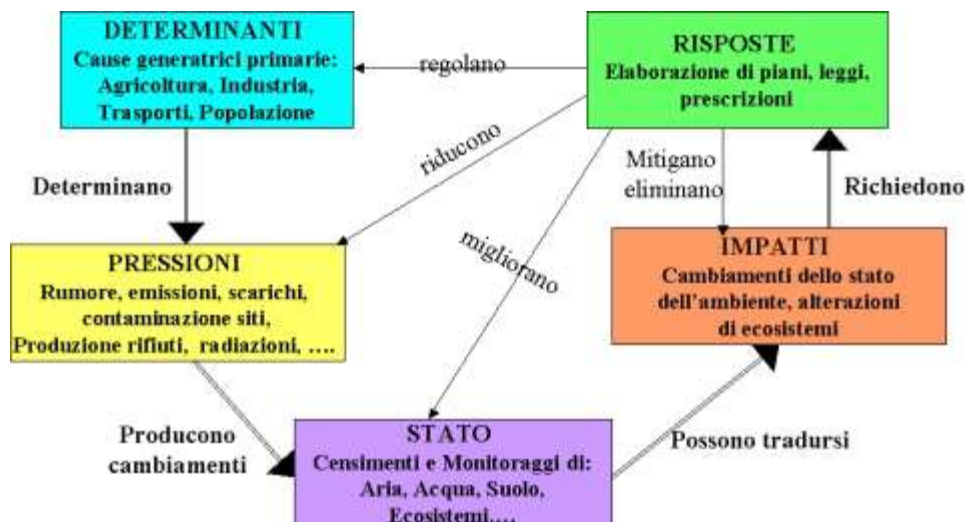 DETERMINANTI
Cause generatrici primarie:
Agricoltura, Industria,
Trasporti, Popolazione
regolano
RISPOSTE
Elaborazione di piani, leggi,
prescrizioni
riducono
Mitigano
eliminano
Determinano
Richiedono
migliorano
PRESSIONI
Rumore, emissioni, scarichi,
contaminazione siti,
Produzione rifiuti, radiazioni, ....
IMPATTI
Cambiamenti dello stato
dell'ambiente, alterazioni
di ecosistemi
Producono
cambiamenti
STATO
Censimenti e Monitoraggi di:
Aria, Acqua, Suolo,
Ecosistemi....
Possono tradursi